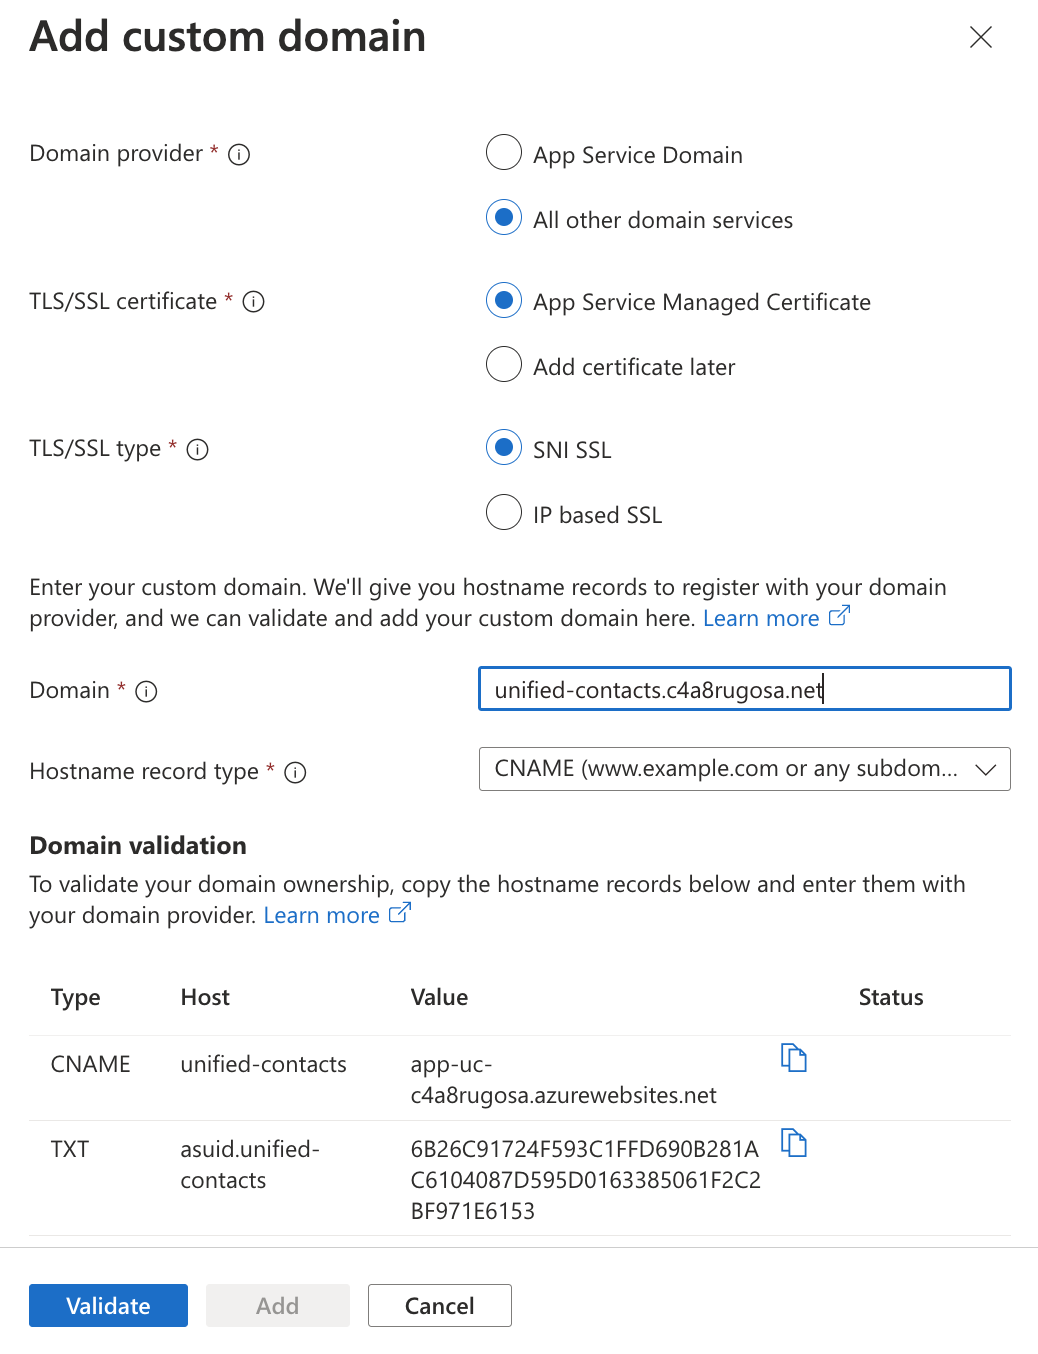 Add custom domain
Domain provider *
App Service Domain
All other domain services
TLS/SSL certificate *
App Service Managed Certificate
Add certificate later
TLS/SSL type *
SNI SSL
IP based SSL
Enter your custom domain. We'll give you hostname records to register with your domain
provider, and we can validate and add your custom domain here. Learn more
Domain *
unified-contacts.c4a8rugosa.net
Hostname record type *
CNAME (www.example.com or any subdom...
Domain validation
To validate your domain ownership, copy the hostname records below and enter them with
your domain provider. Learn more
Type Host Value Status
CNAME unified-contacts app-uc-
c4a8rugosa.azurewebsites.net
TXT asuid.unified- 6B26C91724F593C1FFD690B281A
contacts C6104087D595D0163385061F2C2
BF971E6153
Validate Add Cancel